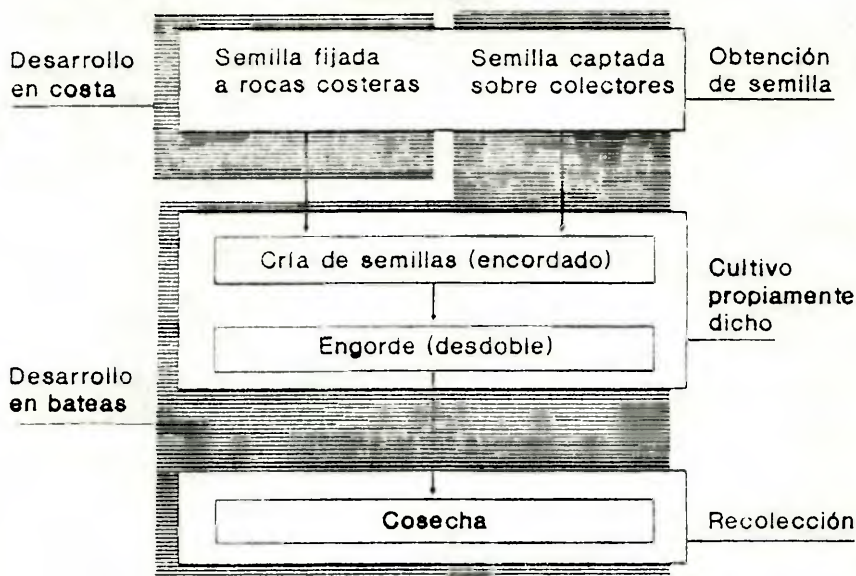 Desarrollo
en costa
Semilla fijada
a rocas costeras
Semilla captada
sobre colectores
Obtención
de semilla
Cría de semillas (encordado)
Engorde (desdoble)
Cultivo
propiamente
dicho
Desarrollo
en bateas
Cosecha
Recolección